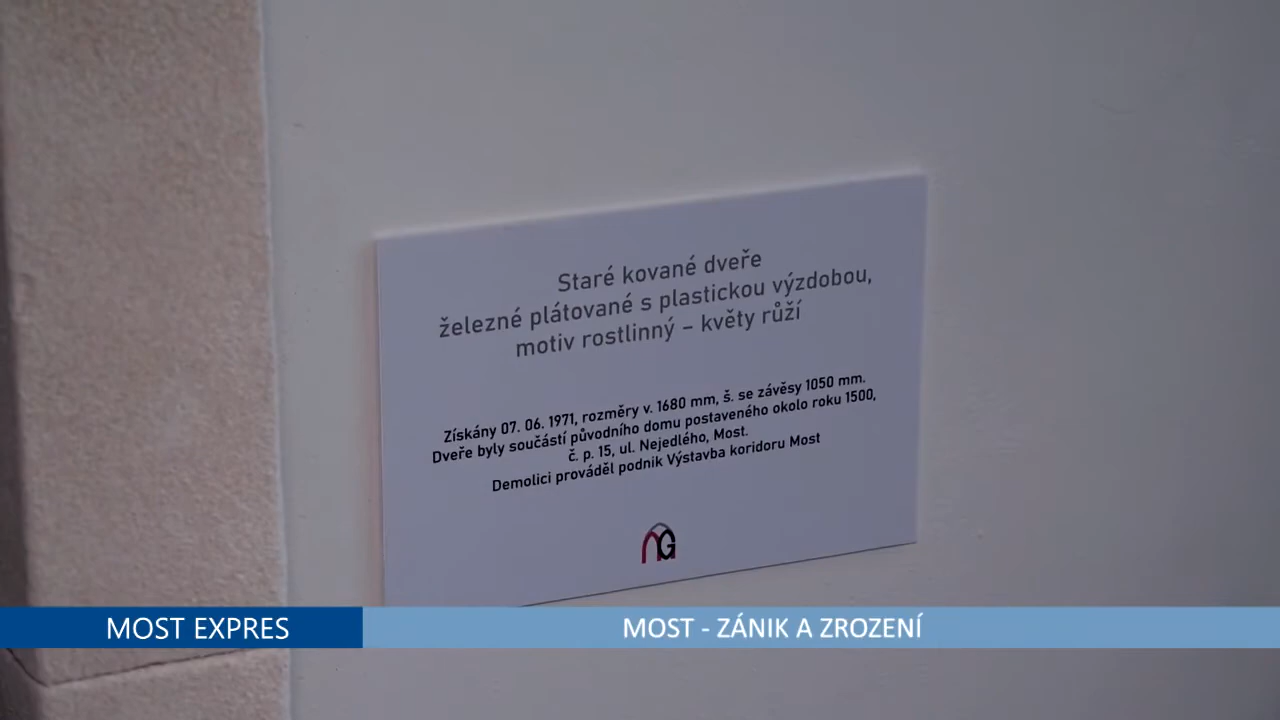 Staré kované dveře
železné plátované s plastickou výzdobou,
motiv rostlinný – květy růží
Získány 07. 06. 1971, rozměry v. 1680 mm, š. se závěsy 1050 mm.
Dveře byly součástí původního domu postaveného okolo roku 1500,
č. p. 15, ul. Nejedlého, Most.
Demolici prováděl podnik Výstavba koridoru Most
MOST EXPRES
MOST - ZÁNIK A ZROZENÍ